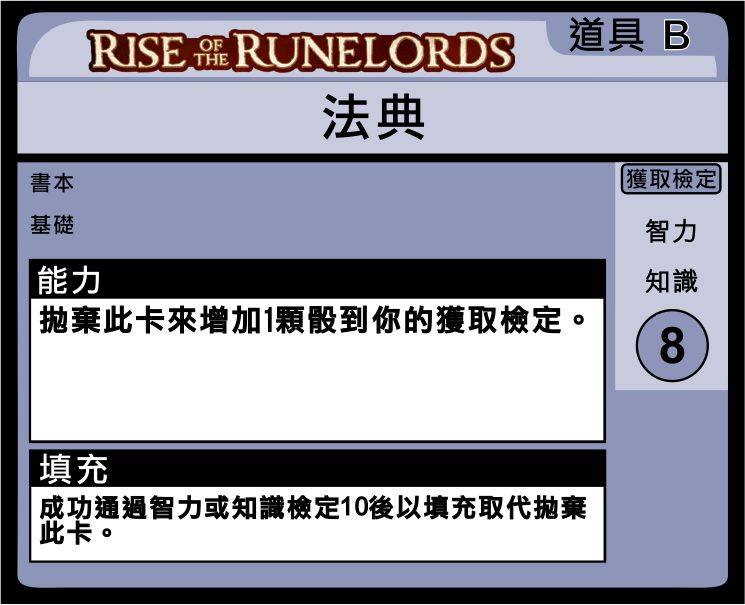 RISE OF THE RUNELORDS
道具 B
法典
書本
基礎
獲取檢定
智力
知識
8
能力
拋棄此卡來增加1顆骰到你的獲取檢定。
填充
成功通過智力或知識檢定10後以填充取代拋棄
此卡。